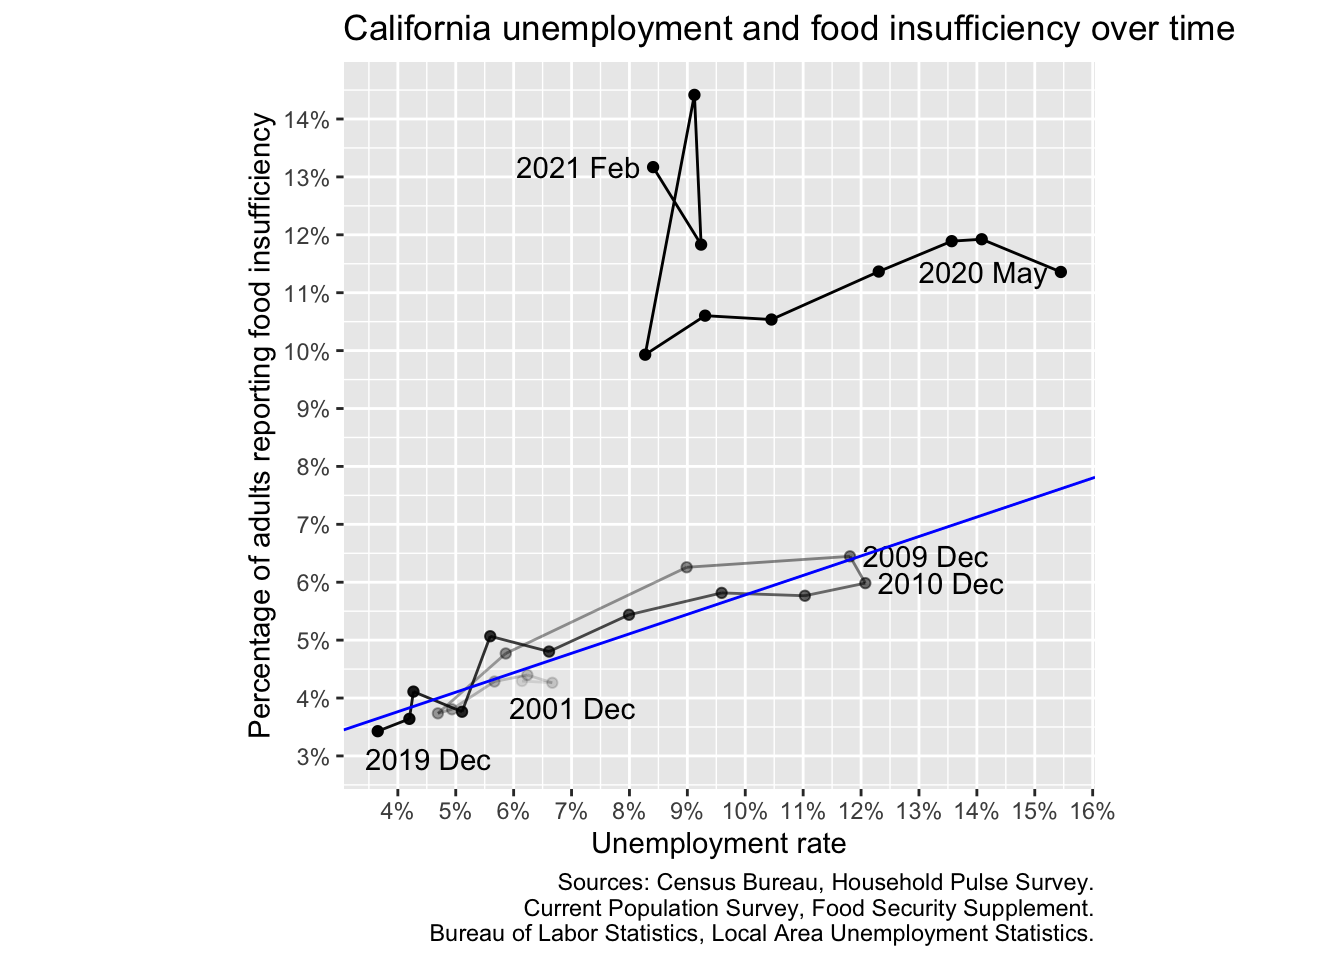 California unemployment and food insufficiency over time
Percentage of adults reporting food insufficiency
14%
13%
12%
11%
10%
9%
8%
7%
6%
5%
4%
3%
2021 Feb
2020 May
2009 Dec
2010 Dec
2001 Dec
2019 Dec
4% 5% 6% 7% 8% 9% 10% 11% 12% 13% 14% 15% 16%
Unemployment rate
Sources: Census Bureau, Household Pulse Survey.
Current Population Survey, Food Security Supplement.
Bureau of Labor Statistics, Local Area Unemployment Statistics.